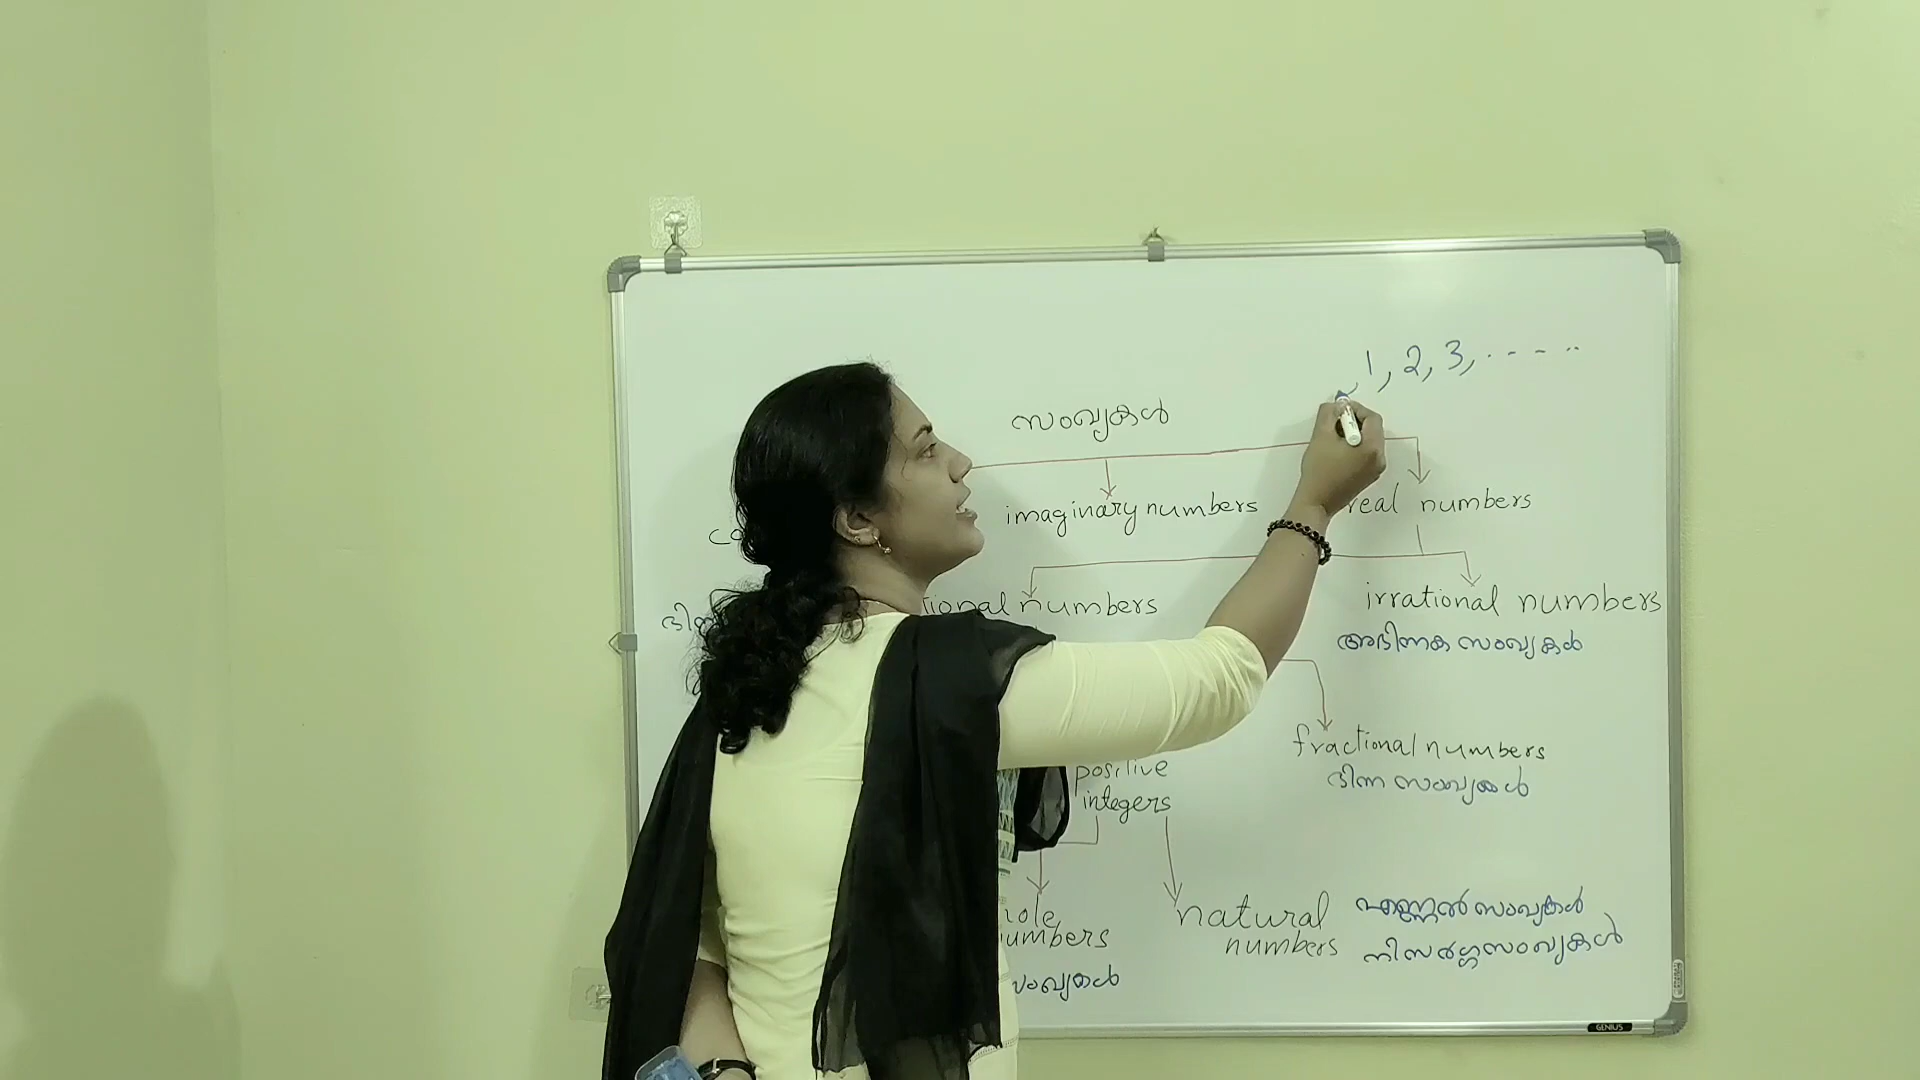 1, 2, 3, . - - - ..
സംഖ്യകൾ
imaginary numbers
real numbers
numbers
irrational numbers
അഭിന്നക സംഖ്യകൾ
fractional numbers
ഭിന്ന സംഖ്യകൾ
positive
integers
natural
numbers
എണ്ണൽ സംഖ്യകൾ
നിസർഗ്ഗസംഖ്യകൾ
GENIUS